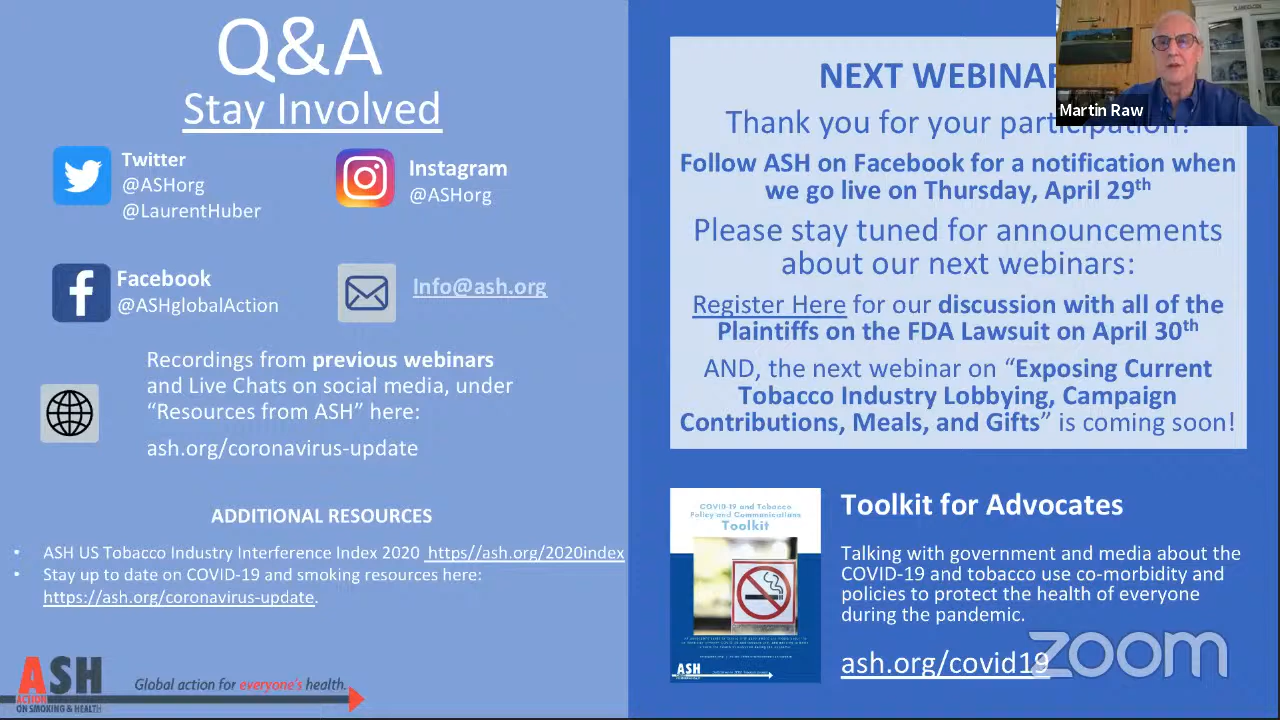 Q&A
Stay Involved
Twitter
@ASHorg
@LaurentHuber
Instagram
@ASHorg
Facebook
@ASHglobalAction
Info@ash.org
Recordings from previous webinars
and Live Chats on social media, under
“Resources from ASH” here:
ash.org/coronavirus-update
ADDITIONAL RESOURCES
• ASH US Tobacco Industry Interference Index 2020 https//ash.org/2020index
• Stay up to date on COVID-19 and smoking resources here:
https://ash.org/coronavirus-update.
ASH
ACTION
ON SMOKING & HEALTH
Global action for everyone's health.
NEXT WEBINAR
Martin Raw
Thank you for your participation!
Follow ASH on Facebook for a notification when
we go live on Thursday, April 29th
Please stay tuned for announcements
about our next webinars:
Register Here for our discussion with all of the
Plaintiffs on the FDA Lawsuit on April 30th
AND, the next webinar on “Exposing Current
Tobacco Industry Lobbying, Campaign
Contributions, Meals, and Gifts” is coming soon!
COVID-19 and Tobacco
Policy and Communications
Toolkit
ASH
Toolkit for Advocates
Talking with government and media about the
COVID-19 and tobacco use co-morbidity and
policies to protect the health of everyone
during the pandemic.
ash.org/covid19
zoom